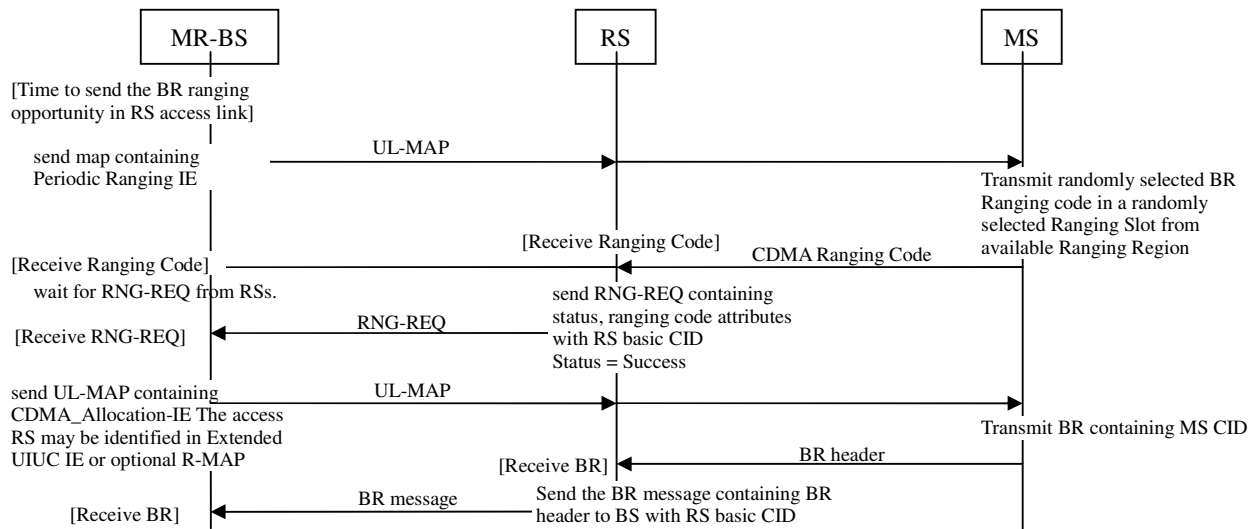 MR-BS
RS
MS
[Time to send the BR ranging
opportunity in RS access link]
send map containing
Periodic Ranging IE
UL-MAP
Transmit randomly selected BR
Ranging code in a randomly
selected Ranging Slot from
available Ranging Region
[Receive Ranging Code]
CDMA Ranging Code
[Receive Ranging Code]
wait for RNG-REQ from RSs.
send RNG-REQ containing
status, ranging code attributes
with RS basic CID
Status = Success
RNG-REQ
[Receive RNG-REQ]
send UL-MAP containing
CDMA_Allocation-IE The access
RS may be identified in Extended
UIUC IE or optional R-MAP
UL-MAP
Transmit BR containing MS CID
BR header
[Receive BR]
Send the BR message containing BR
header to BS with RS basic CID
BR message
[Receive BR]